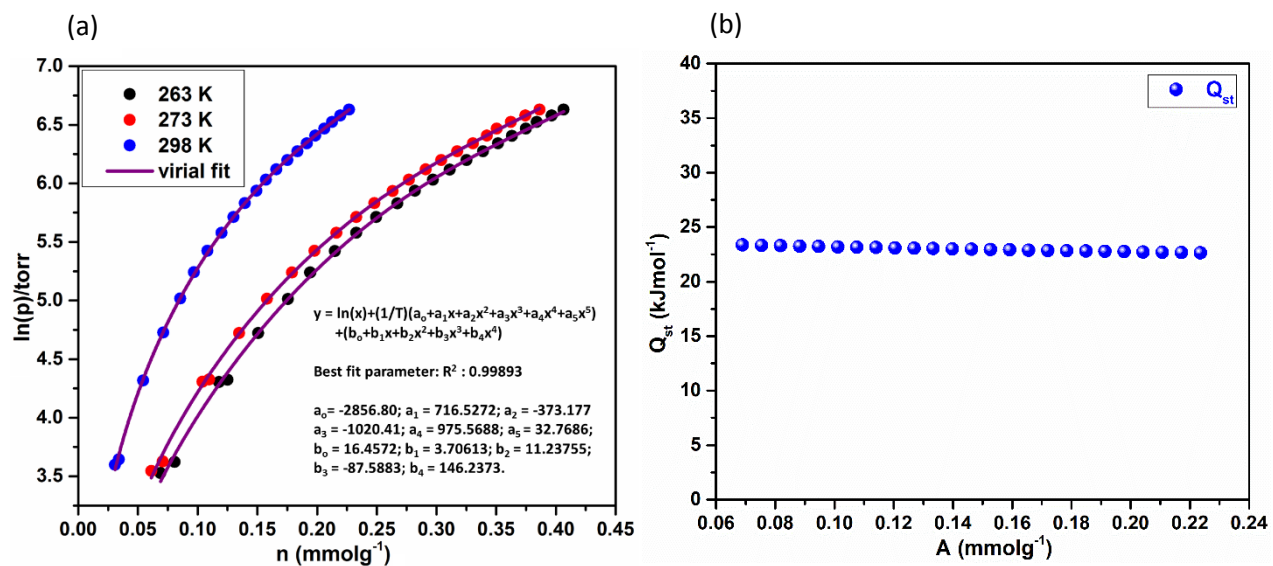 (a)
7.0
6.5
6.0
5.5
5.0
4.5
4.0
3.5
ln(p)/torr
263 K
273 K
298 K
virial fit
y = ln(x)+(1/T)(aₒ+a₁x+a₂x²+a₃x³+a₄x⁴+a₅x⁵)
+(bₒ+b₁x+b₂x²+b₃x³+b₄x⁴)
Best fit parameter: R² : 0.99893
aₒ= -2856.80; a₁ = 716.5272; a₂ = -373.177
a₃ = -1020.41; a₄ = 975.5688; a₅ = 32.7686;
bₒ = 16.4572; b₁ = 3.70613; b₂ = 11.23755;
b₃ = -87.5883; b₄ = 146.2373.
0.00 0.05 0.10 0.15 0.20 0.25 0.30 0.35 0.40 0.45
n (mmolg⁻¹)
(b)
40
35
30
25
20
15
10
5
0
Qst (kJmol⁻¹)
Qst
0.06 0.08 0.10 0.12 0.14 0.16 0.18 0.20 0.22 0.24
A (mmolg⁻¹)